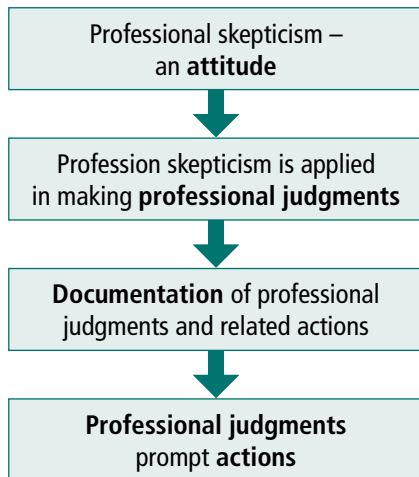 Professional skepticism –
an attitude
Profession skepticism is applied
in making professional judgments
Documentation of professional
judgments and related actions
Professional judgments
prompt actions